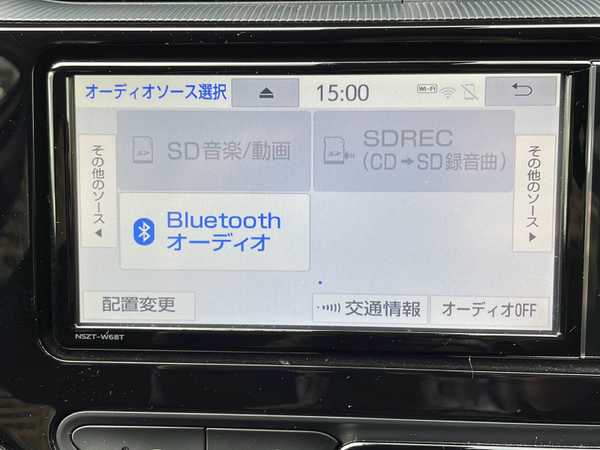 オーディオソース選択
15:00
Wi-Fi
その他のソース
SD音楽/動画
SDREC
(CD→SD録音曲)
その他のソース
Bluetooth
オーディオ
配置変更
交通情報
オーディオOFF
NSZT-W68T